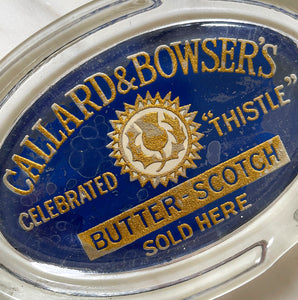 CALLARD&BOWSER'S
CELEBRATED "THISTLE"
BUTTER-SCOTCH
SOLD HERE